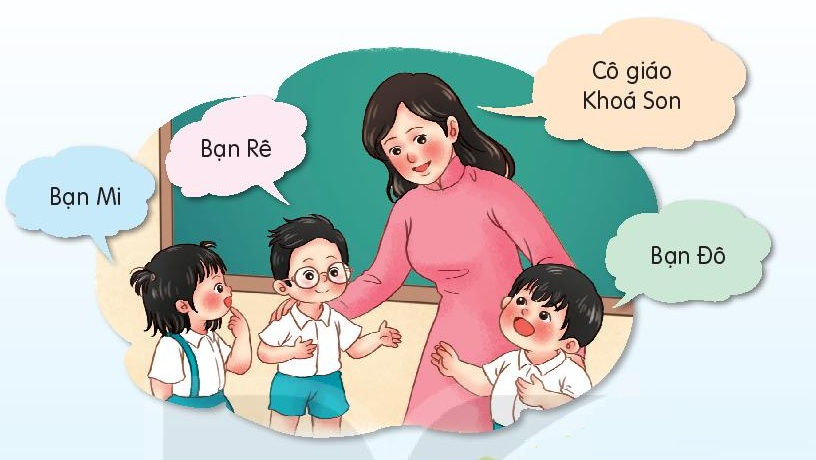 Cô giáo
Khoá Son
Bạn Rê
Bạn Mi
Bạn Đô